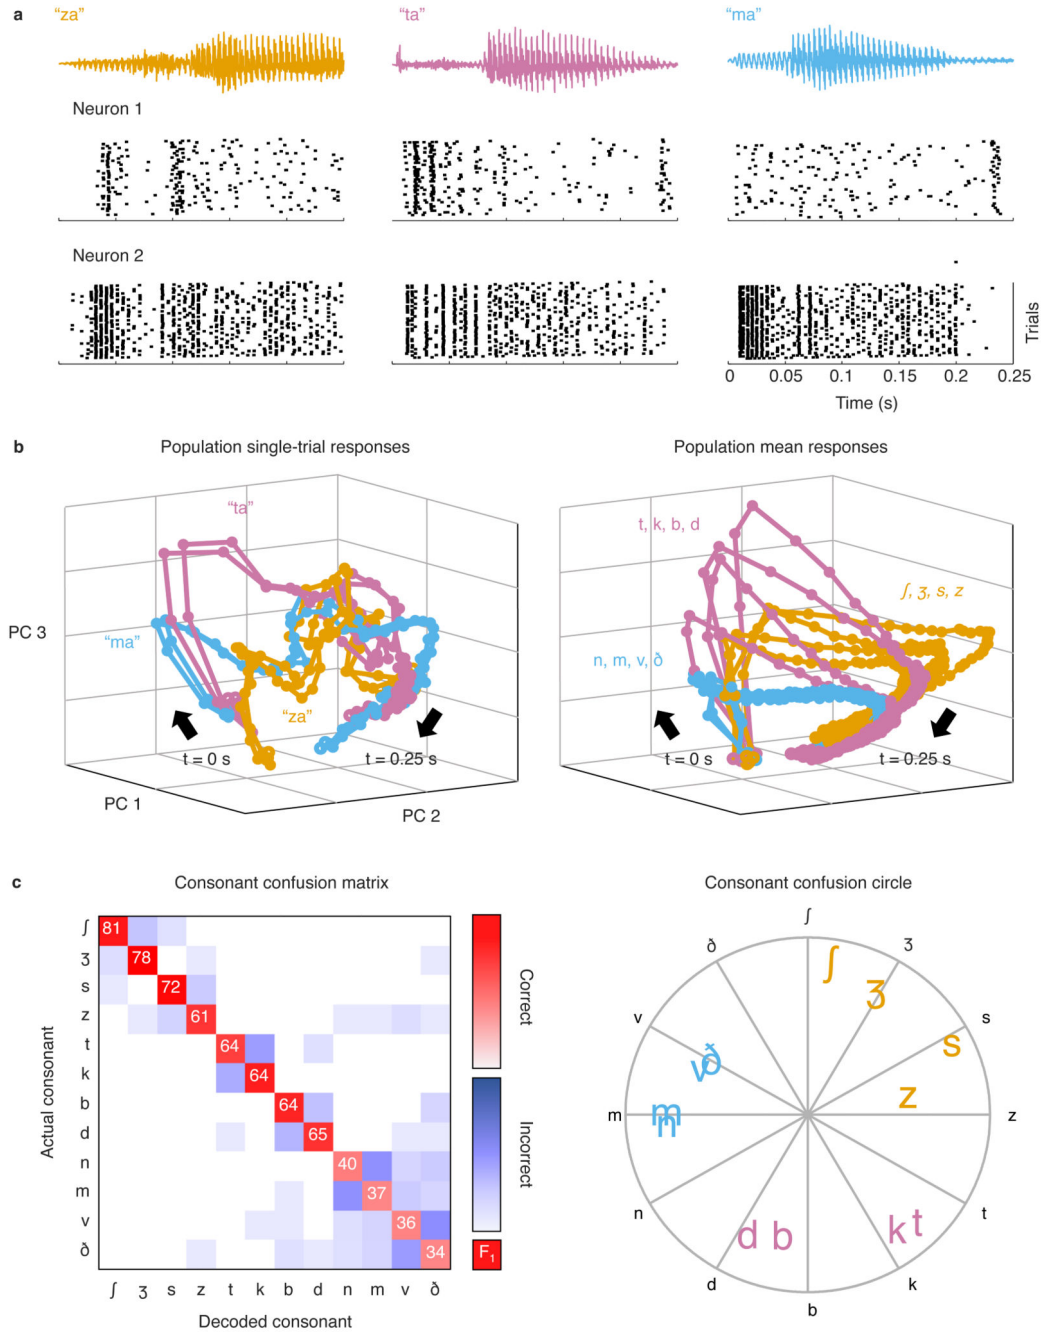 a
“za” “ta” “ma”
Neuron 1
Neuron 2
Trials
0 0.05 0.1 0.15 0.2 0.25
Time (s)
b
Population single-trial responses Population mean responses
“ta”
t, k, b, d
ʃ, ʒ, s, z
PC 3
“ma”
n, m, v, ð
“za”
t = 0 s t = 0.25 s t = 0 s t = 0.25 s
PC 1
PC 2
c
Consonant confusion matrix Consonant confusion circle
Actual consonant
ʃ 81
ʒ 78
s 72
z 61
t 64
k 64
b 64
d 65
n 40
m 37
v 36
ð 34
ʃ ʒ s z t k b d n m v ð
Decoded consonant
Correct
Incorrect
F1
ʃ
ð ʒ
ʃ
ʒ
v s
ð s
v
z
m m z
n
n t
d b k t
d k
b